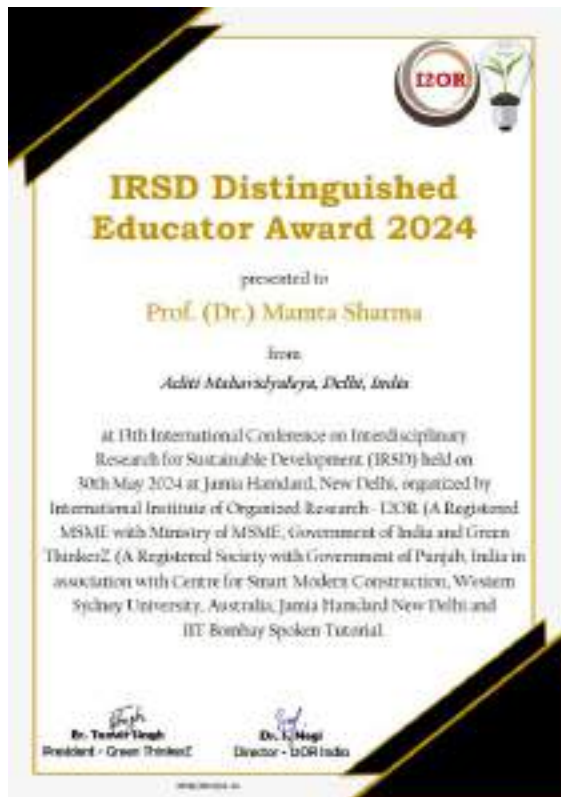 I2OR
IRSD Distinguished
Educator Award 2024
presented to
Prof. (Dr.) Mamta Sharma
from
Aditi Mahavidyalaya, Delhi, India
at 13th International Conference on Interdisciplinary
Research for Sustainable Development (IRSD) held on
30th May 2024 at Jamia Hamdard, New Delhi, organized by
International Institute of Organized Research - I2OR (A Registered
MSME with Ministry of MSME, Government of India and Green
ThinkerZ (A Registered Society with Government of Punjab, India in
association with Centre for Smart Modern Construction, Western
Sydney University, Australia, Jamia Hamdard New Delhi and
IIT Bombay Spoken Tutorial.
Dr. Singh
Dr. Negi
President - Green ThinkerZ
Director - I2OR India